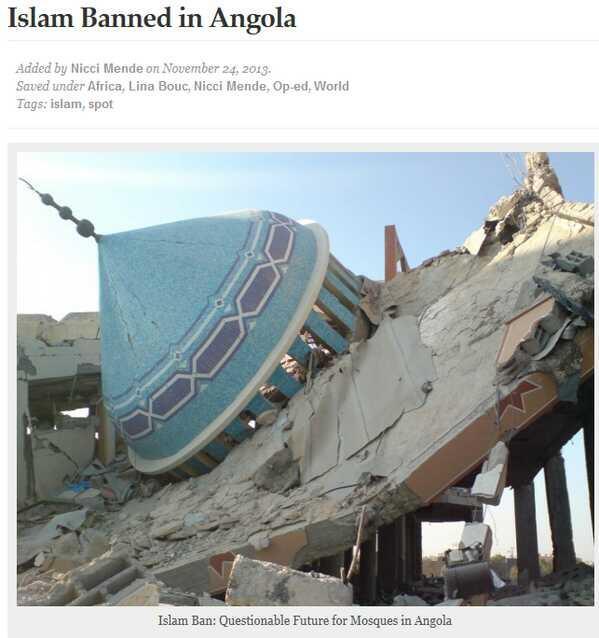 Islam Banned in Angola
Added by Nicci Mende on November 24, 2013.
Saved under Africa, Lina Bouc, Nicci Mende, Op-ed, World
Tags: islam, spot
Islam Ban: Questionable Future for Mosques in Angola